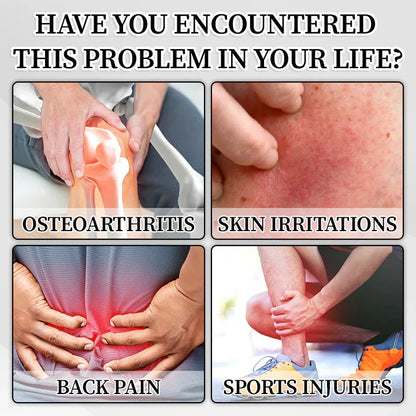 HAVE YOU ENCOUNTERED
THIS PROBLEM IN YOUR LIFE?
OSTEOARTHRITIS
SKIN IRRITATIONS
BACK PAIN
SPORTS INJURIES